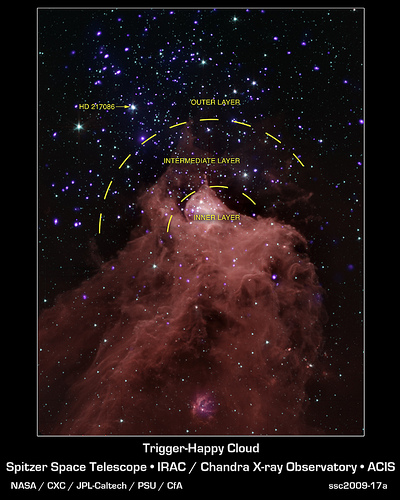 OUTER LAYER
HD 217086
INTERMEDIATE LAYER
INNER LAYER
Trigger-Happy Cloud
Spitzer Space Telescope • IRAC / Chandra X-ray Observatory • ACIS
NASA / CXC / JPL-Caltech / PSU / CfA ssc2009-17a